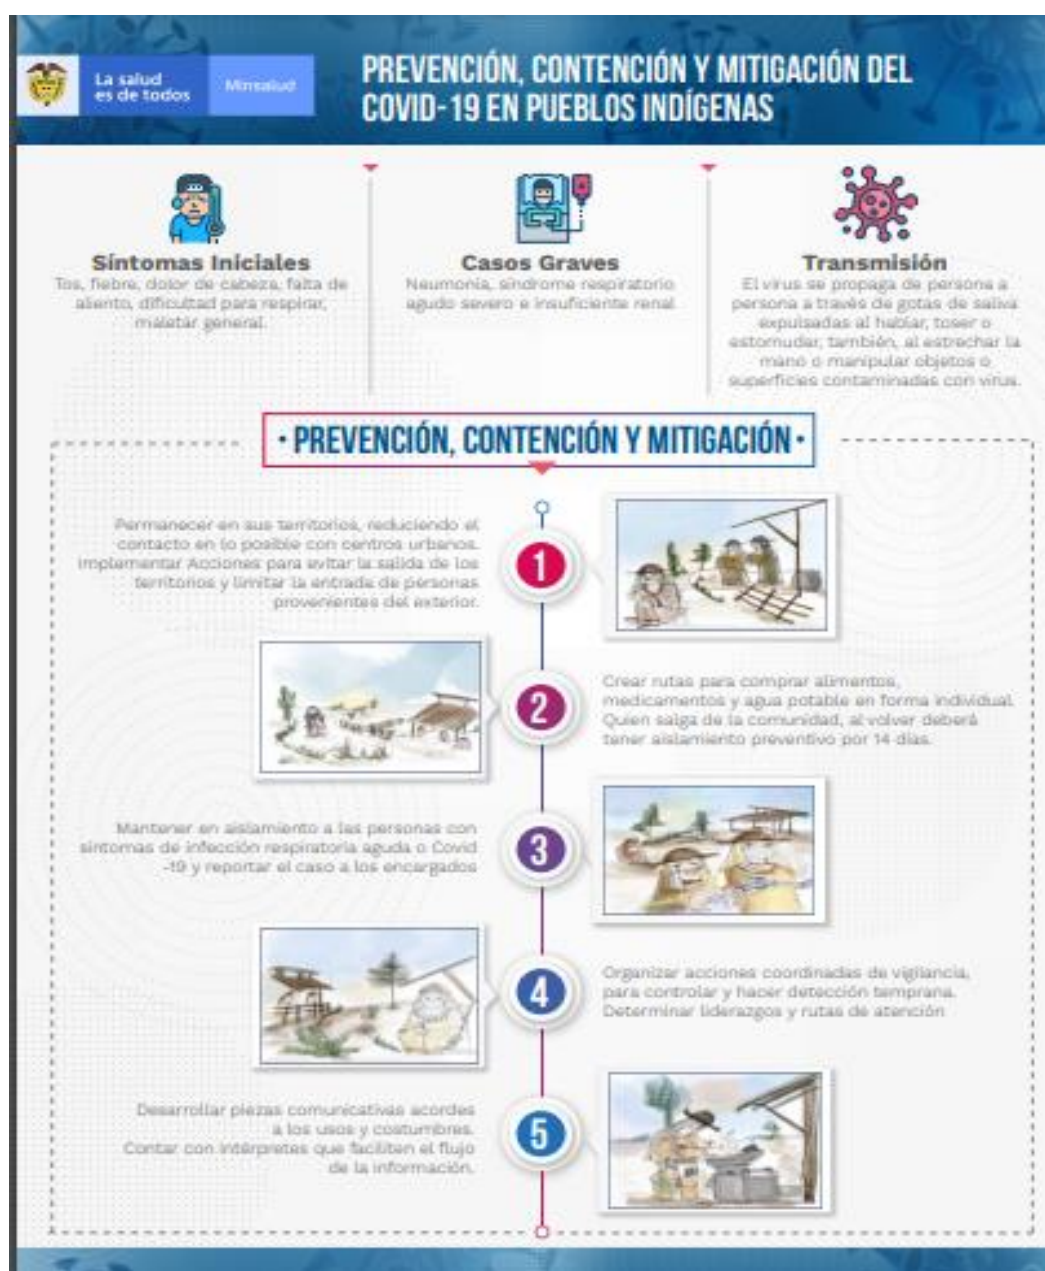 La salud
es de todos
Minsalud
PREVENCIÓN, CONTENCIÓN Y MITIGACIÓN DEL
COVID-19 EN PUEBLOS INDÍGENAS
Síntomas Iniciales
Tos, fiebre, dolor de cabeza, falta de
aliento, dificultad para respirar,
maletar general.
Casos Graves
Neumonía, síndrome respiratorio
agudo severo e insuficiente renal
Transmisión
El virus se propaga de persona a
persona a través de gotas de saliva
expulsadas al hablar, toser o
estornudar, también, al estrechar la
mano o manipular objetos o
superficies contaminadas con virus.
• PREVENCIÓN, CONTENCIÓN Y MITIGACIÓN •
Permanecer en sus territorios, reduciendo el
contacto en lo posible con centros urbanos.
Implementar Acciones para evitar la salida de los
territorios y limitar la entrada de personas
provenientes del exterior.
1
2
Crear rutas para comprar alimentos,
medicamentos y agua potable en forma individual.
Quien salga de la comunidad, al volver deberá
tener aislamiento preventivo por 14 días.
Mantener en aislamiento a las personas con
síntomas de infección respiratoria aguda o Covid
-19 y reportar el caso a los encargados
3
4
Organizar acciones coordinadas de vigilancia,
para controlar y hacer detección temprana.
Determinar liderazgos y rutas de atención
Desarrollar piezas comunicativas acordes
a los usos y costumbres.
Contar con intérpretes que faciliten el flujo
de la información.
5